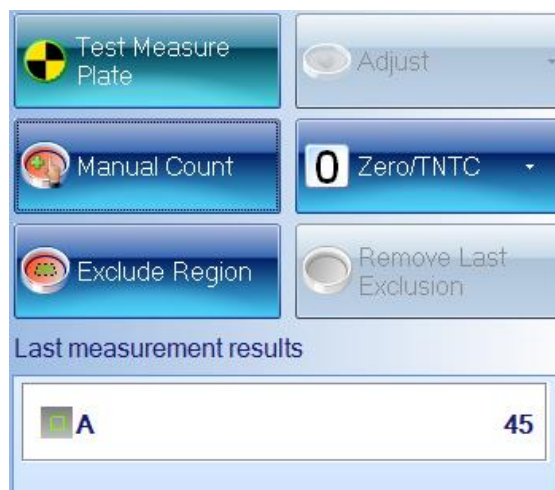 Test Measure
Plate
Adjust
Manual Count
0 Zero/TNTC
Exclude Region
Remove Last
Exclusion
Last measurement results
A 45